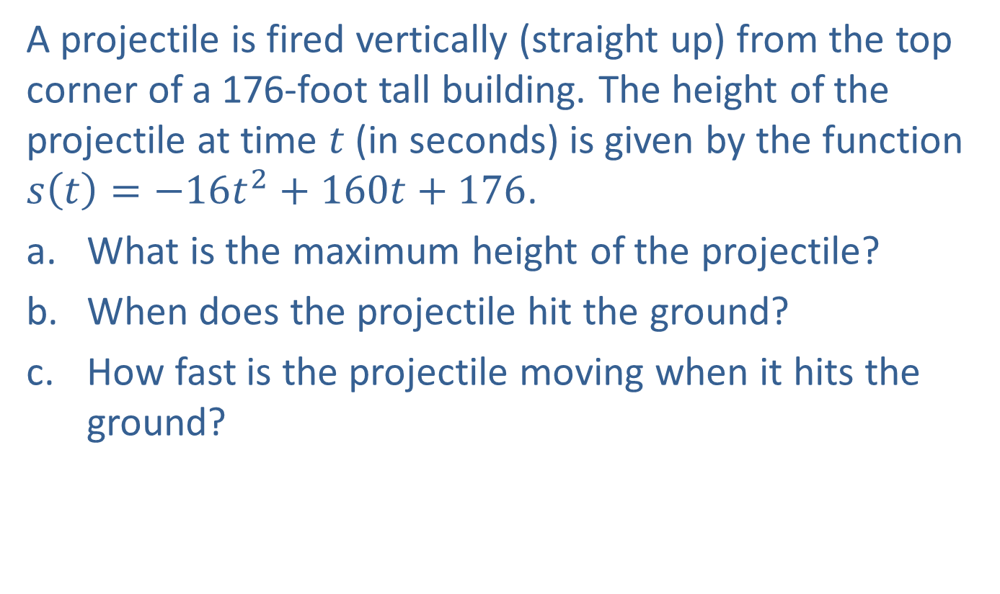 A projectile is fired vertically (straight up) from the top
corner of a 176-foot tall building. The height of the
projectile at time t (in seconds) is given by the function
s(t) = −16t² + 160t + 176.
a. What is the maximum height of the projectile?
b. When does the projectile hit the ground?
c. How fast is the projectile moving when it hits the
ground?